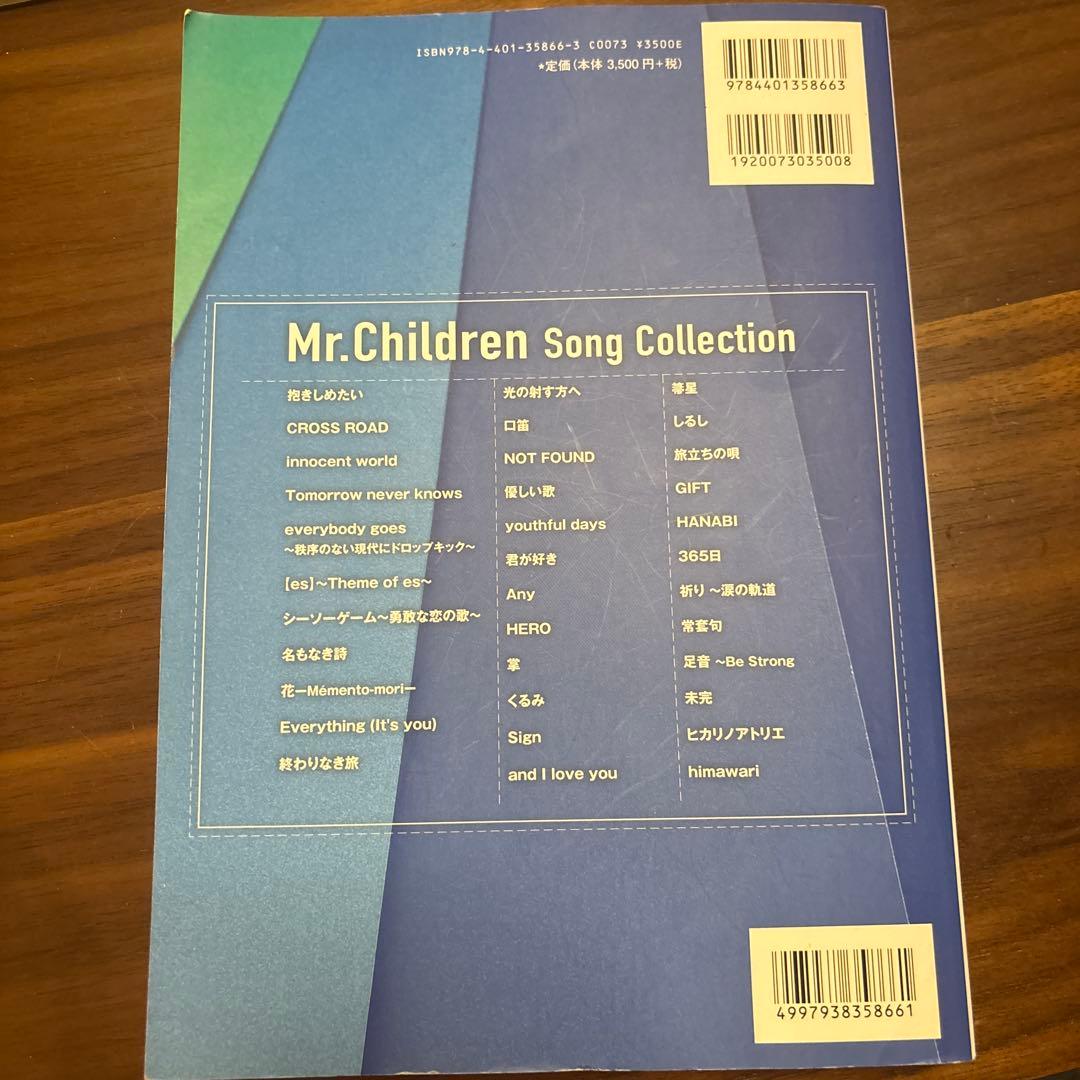 ISBN978-4-401-35866-3 C0073 ¥3500E
*定価(本体 3,500 円+税)
9784401358663
1920073035008
Mr.Children Song Collection
抱きしめたい
CROSS ROAD
innocent world
Tomorrow never knows
everybody goes
~秩序のない現代にドロップキック~
【es】~Theme of es~
シーソーゲーム~勇敢な恋の歌~
名もなき詩
花ーMémento-moriー
Everything (It's you)
終わりなき旅
光の射す方へ
口笛
NOT FOUND
優しい歌
youthful days
君が好き
Any
HERO
掌
くるみ
Sign
and I love you
箒星
しるし
旅立ちの唄
GIFT
HANABI
365日
祈り ~涙の軌道
常套句
足音 ~Be Strong
未完
ヒカリノアトリエ
himawari
4997938358661